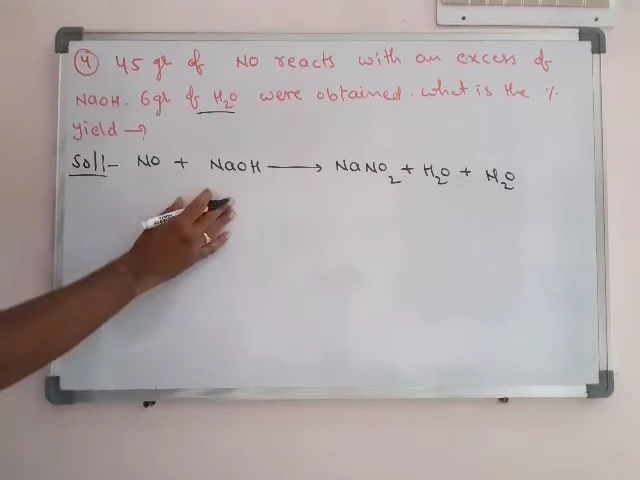 4 45 gr of NO reacts with an excess of
NaOH. 6gr of H2O were obtained. what is the %
yield →?
Soll:- NO + NaOH → NaNO2 + H2O + N2O